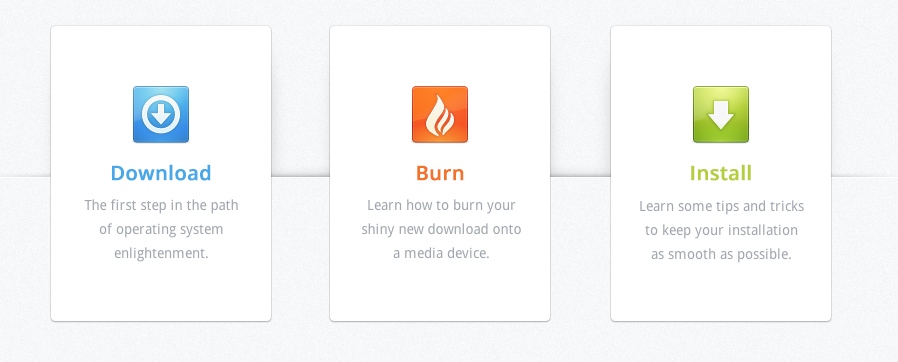 Download
The first step in the path
of operating system
enlightenment.
Burn
Learn how to burn your
shiny new download onto
a media device.
Install
Learn some tips and tricks
to keep your installation
as smooth as possible.